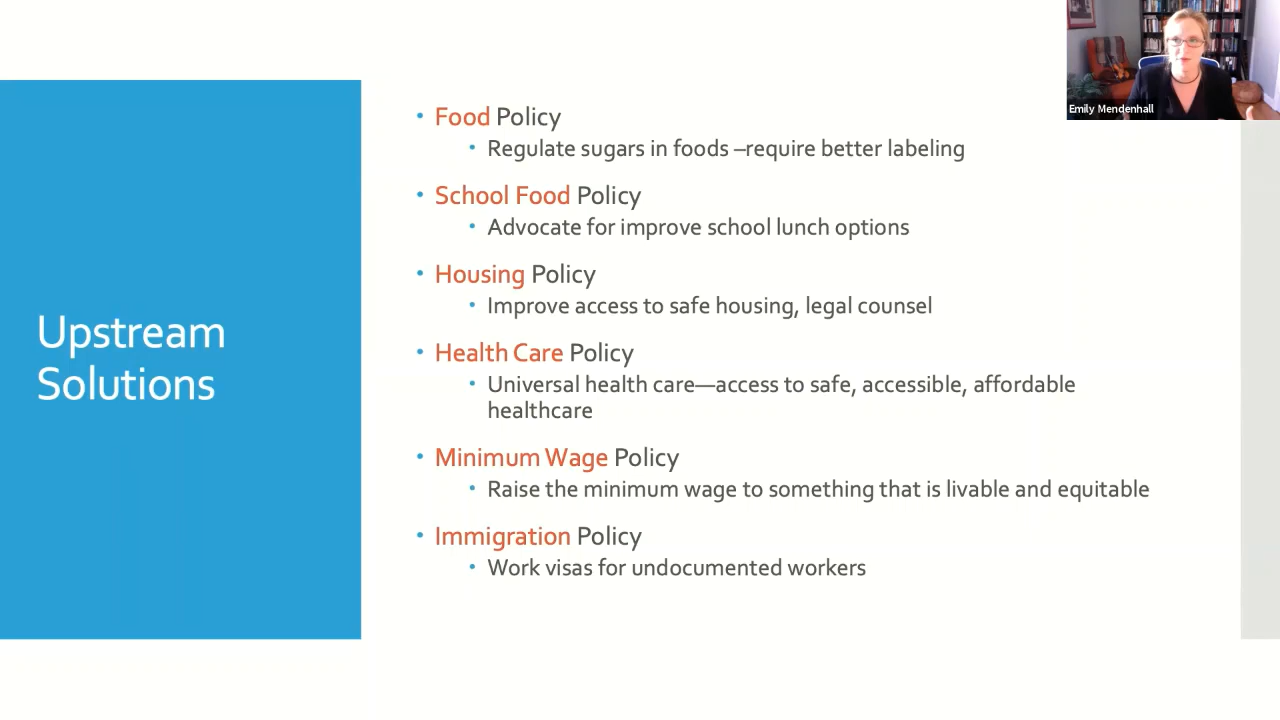 Emily Mendenhall
Upstream
Solutions
• Food Policy
• Regulate sugars in foods –require better labeling
• School Food Policy
• Advocate for improve school lunch options
• Housing Policy
• Improve access to safe housing, legal counsel
• Health Care Policy
• Universal health care—access to safe, accessible, affordable
healthcare
• Minimum Wage Policy
• Raise the minimum wage to something that is livable and equitable
• Immigration Policy
• Work visas for undocumented workers